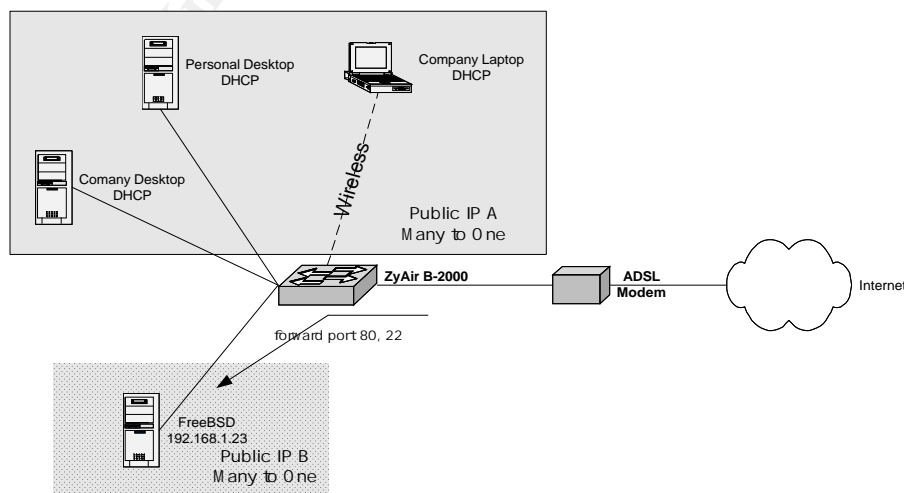 Personal Desktop
DHCP
Company Laptop
DHCP
Comany Desktop
DHCP
Wireless
Public IP A
Many to One
ZyAir B-2000
ADSL
Modem
Internet
forward port 80, 22
FreeBSD
192.168.1.23
Public IP B
Many to One